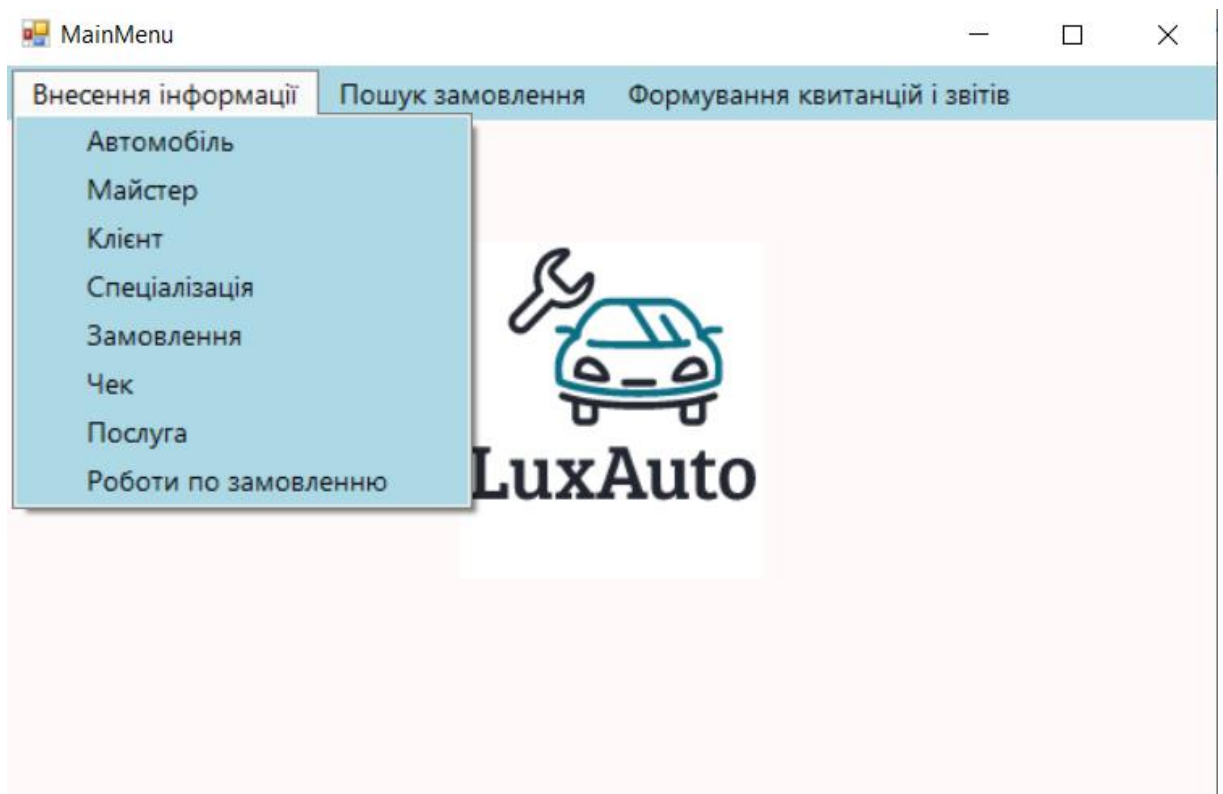 MainMenu
Внесення інформації Пошук замовлення Формування квитанцій і звітів
Автомобіль
Майстер
Клієнт
Спеціалізація
Замовлення
Чек
Послуга
Роботи по замовленню
LuxAuto